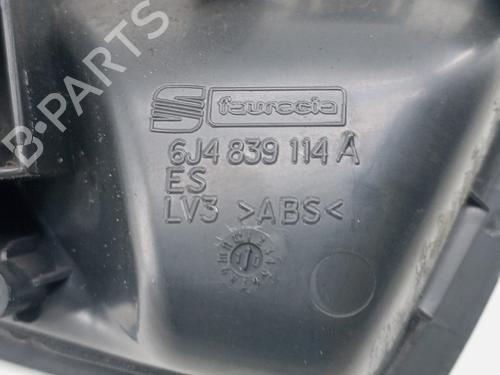 faurecia
6J4 839 114 A
ES
LV3 >ABS<
B-PARTS